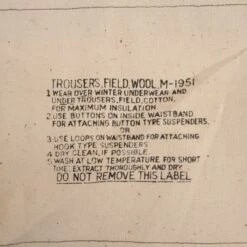 TROUSERS, FIELD, WOOL, M-1951
1 WEAR OVER WINTER UNDERWEAR AND
UNDER TROUSERS, FIELD, COTTON,
FOR MAXIMUM INSULATION.
2. USE BUTTONS ON INSIDE WAISTBAND
FOR ATTACHING BUTTON TYPE SUSPENDERS.
OR
3. USE LOOPS ON WAISTBAND FOR ATTACHING
HOOK TYPE SUSPENDERS
4. DRY CLEAN, IF POSSIBLE
5. WASH AT LOW TEMPERATURE FOR SHORT
TIME. EXTRACT THOROUGHLY AND DRY
DO NOT REMOVE THIS LABEL